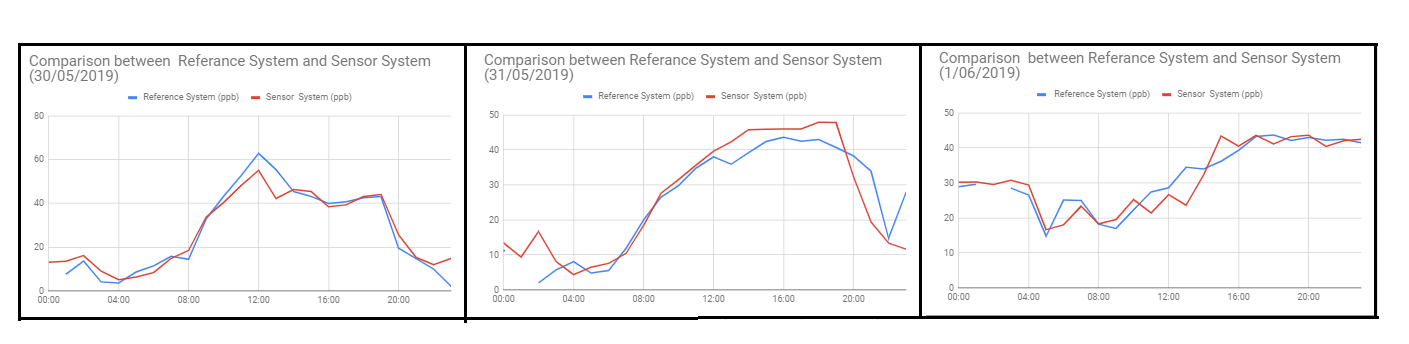 Comparison between  Referance System and Sensor System
(30/05/2019)
Reference System (ppb) Sensor  System (ppb)
80
60
40
20
0
00:00 04:00 08:00 12:00 16:00 20:00
Comparison between Referance System and Sensor System
(31/05/2019)
Reference System (ppb) Sensor  System (ppb)
50
40
30
20
10
0
00:00 04:00 08:00 12:00 16:00 20:00
Comparison  between Referance System and Sensor System
(1/06/2019)
Reference System (ppb) Sensor  System (ppb)
50
40
30
20
10
0
00:00 04:00 08:00 12:00 16:00 20:00